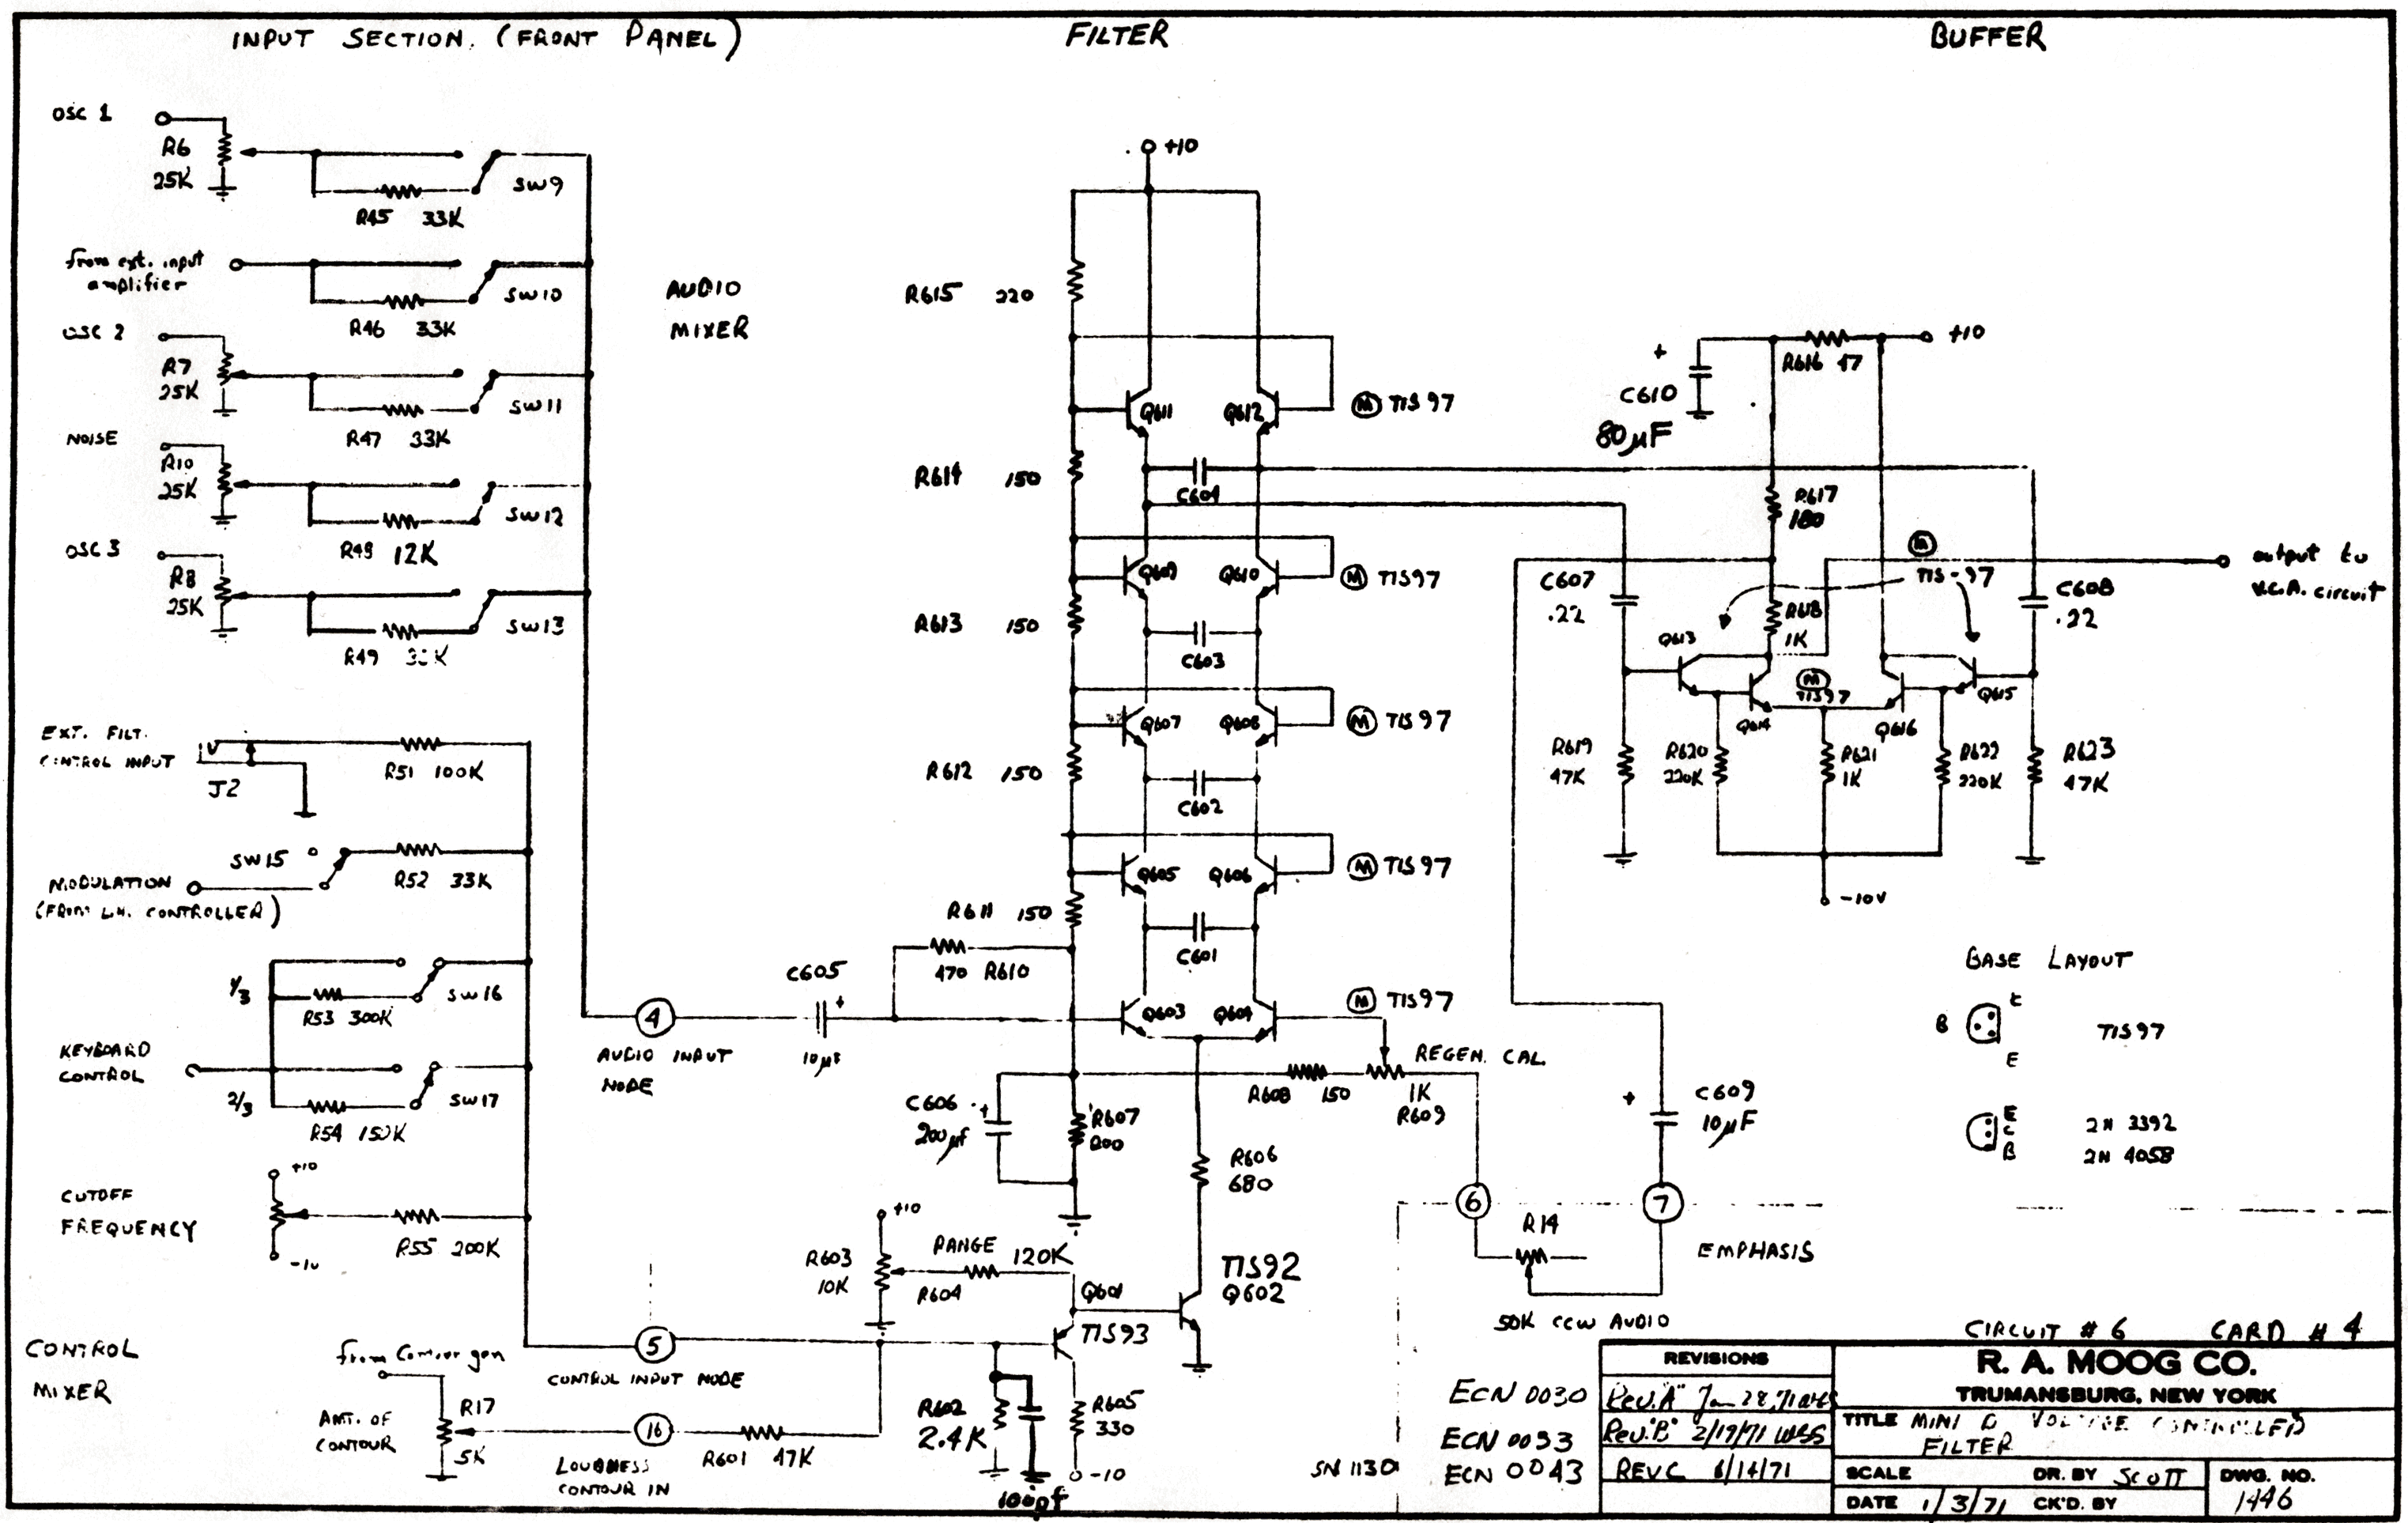 INPUT SECTION. (FRONT PANEL)
FILTER
BUFFER
OSC 1
R6
25K
R45 33K
SW9
from ext. input
amplifier
R46 33K
SW10
OSC 2
R7
25K
R47 33K
SW11
NOISE
R10
25K
12K
SW12
OSC 3
R8
25K
R49
SW13
AUDIO
MIXER
EXT. FILT.
CONTROL INPUT
J2
R51 100K
SW15
R52 33K
MODULATION
(FROM L.H. CONTROLLER)
1/3
R53 300K
SW16
KEYBOARD
CONTROL
2/3
R54 150K
SW17
CUTOFF
FREQUENCY
+10
-10
R55 200K
CONTROL
MIXER
from Contour gen
AMT. OF
CONTOUR
R17
5K
4
AUDIO INPUT
NODE
5
CONTROL INPUT NODE
16
LOUDNESS
CONTOUR IN
R601 47K
+10
R615 220
Q611
Q612
M TIS97
R614 150
C604
Q609
Q610
M TIS97
R613 150
C603
Q607
Q608
M TIS97
R612 150
C602
Q605
Q606
M TIS97
R611 150
470 R610
C601
C605
+
10µF
Q603
Q604
M TIS97
REGEN. CAL
R608 150
1K
R609
C606
+
200µf
R607
R606
680
+10
R603
10K
RANGE
120K
R604
Q601
TIS93
TIS92
Q602
R602
2.4K
100pf
R605
330
-10
+
C610
80µF
R616 47
+10
R617
180
M
TIS-97
output to
V.C.A. circuit
C607
.22
C608
.22
R618
1K
Q613
M
TIS97
Q614
Q616
Q615
R619
47K
R620
220K
R621
1K
R622
220K
R623
47K
-10V
BASE LAYOUT
B
C
E
TIS97
E
C
B
2N 3392
2N 4058
+
C609
10µF
6
7
R14
EMPHASIS
50K CCW AUDIO
CIRCUIT # 6 CARD # 4
SN 1130
ECN 0030
ECN 0033
ECN 0043
REVISIONS
Rev."A" Jan 28,71
Rev."B" 2/19/71
REV C 6/14/71
R. A. MOOG CO.
TRUMANSBURG, NEW YORK
TITLE MINI D VOLTAGE CONTROLLED
FILTER
SCALE
DR. BY SCOTT
DATE 1/3/71
CK'D. BY
DWG. NO.
1446